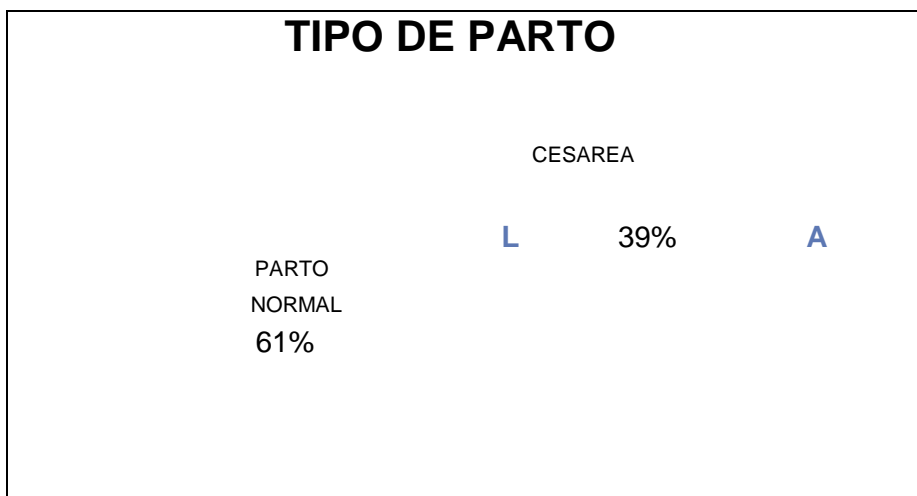 TIPO DE PARTO
CESAREA
L 39% A
PARTO
NORMAL
61%